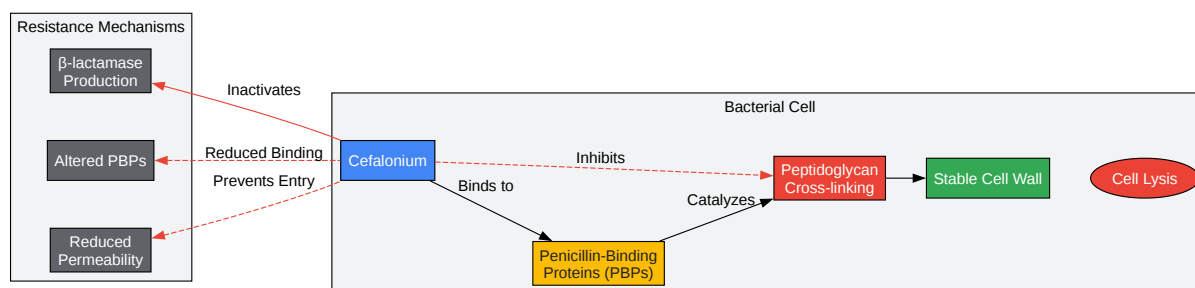 Resistance Mechanisms
β-lactamase
Production
Altered PBPs
Reduced
Permeability
Inactivates
Reduced Binding
Prevents Entry
Bacterial Cell
Cefalonium
Inhibits
Binds to
Catalyzes
Penicillin-Binding
Proteins (PBPs)
Peptidoglycan
Cross-linking
Stable Cell Wall
Cell Lysis